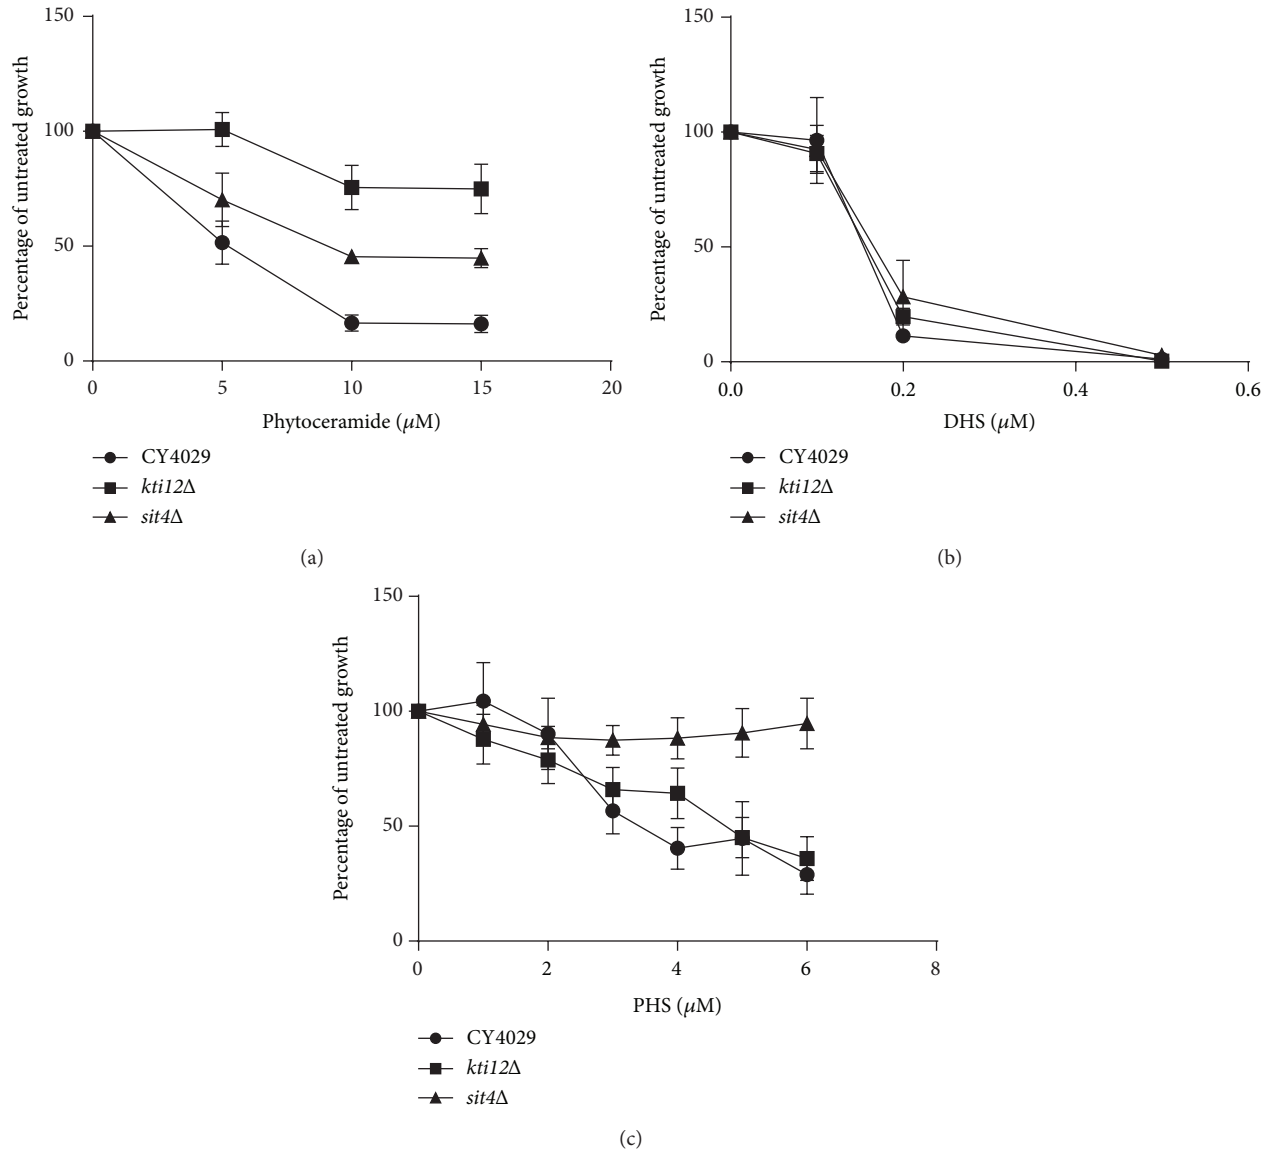 150
100
50
0
Percentage of untreated growth
0 5 10 15 20
Phytoceramide (μM)
CY4029
kti12Δ
sit4Δ
(a)
150
100
50
0
Percentage of untreated growth
0.0 0.2 0.4 0.6
DHS (μM)
CY4029
kti12Δ
sit4Δ
(b)
150
100
50
0
Percentage of untreated growth
0 2 4 6 8
PHS (μM)
CY4029
kti12Δ
sit4Δ
(c)